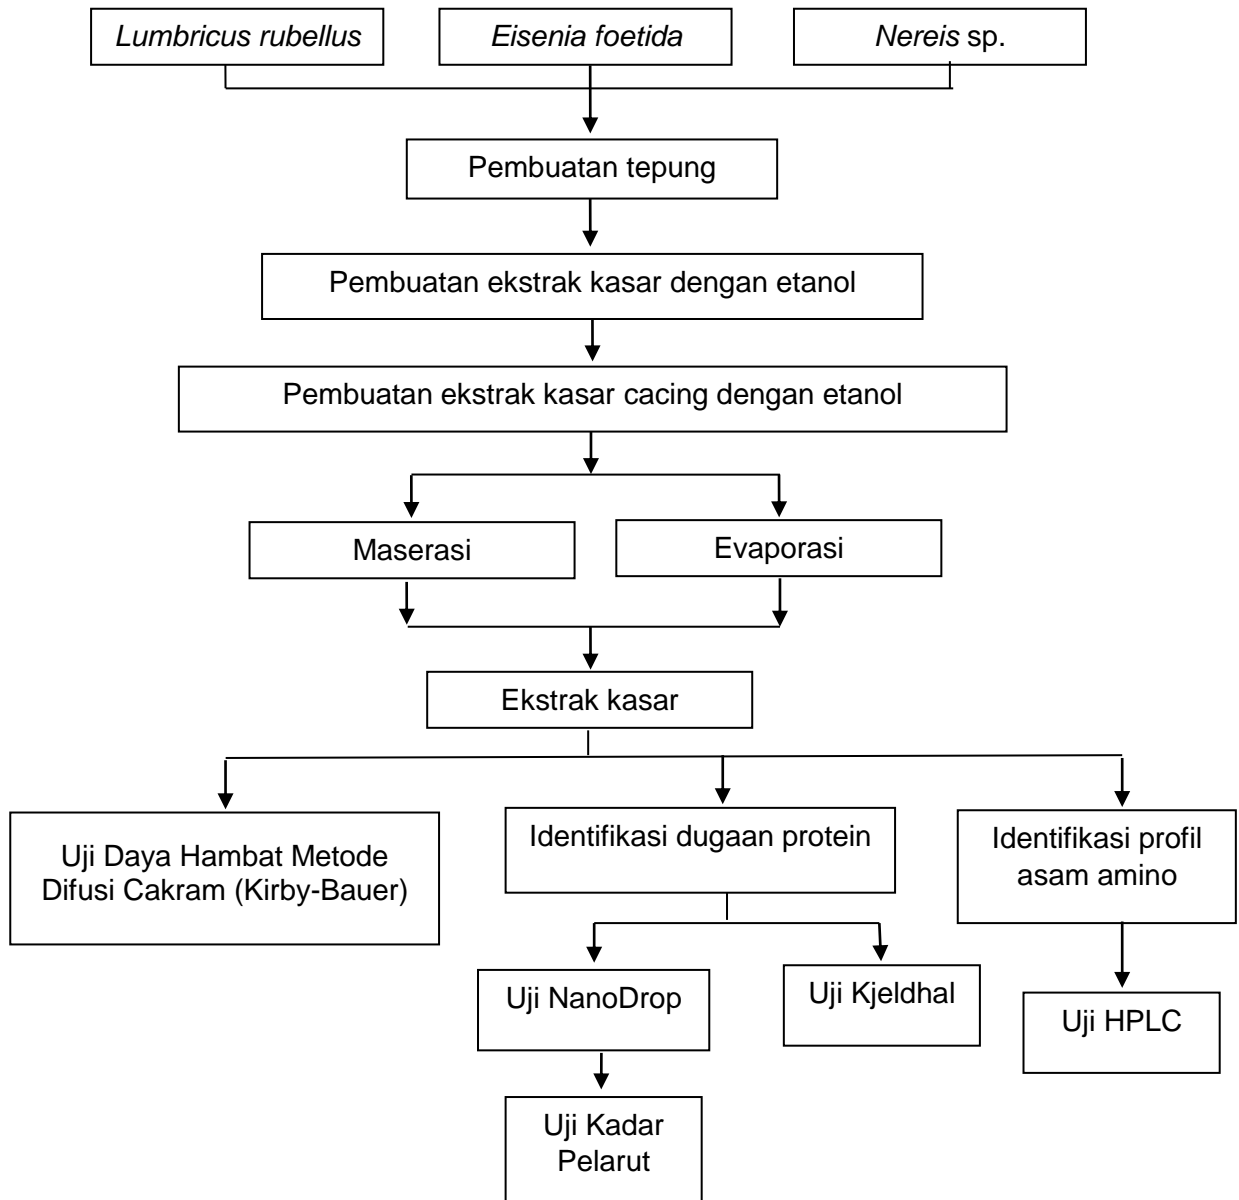 Lumbricus rubellus
Eisenia foetida
Nereis sp.
Pembuatan tepung
Pembuatan ekstrak kasar dengan etanol
Pembuatan ekstrak kasar cacing dengan etanol
Maserasi
Evaporasi
Ekstrak kasar
Uji Daya Hambat Metode
Difusi Cakram (Kirby-Bauer)
Identifikasi dugaan protein
Identifikasi profil
asam amino
Uji NanoDrop
Uji Kjeldhal
Uji HPLC
Uji Kadar
Pelarut